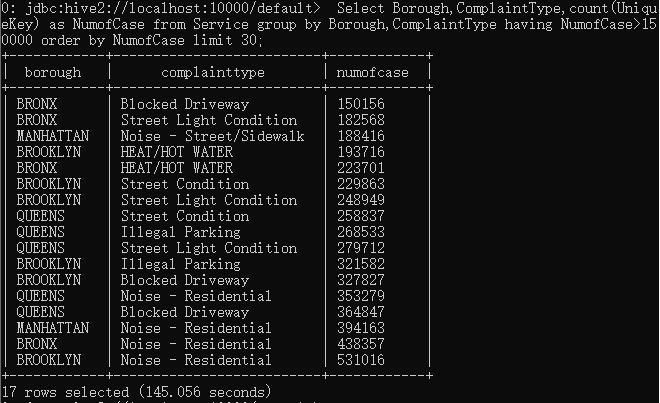 0: jdbc:hive2://localhost:10000/default>  Select Borough,ComplaintType,count(Uniqu
eKey) as NumofCase from Service group by Borough,ComplaintType having NumofCase>15
0000 order by NumofCase limit 30;
+------------+--------------------------+------------+
| borough | complainttype | numofcase |
+------------+--------------------------+------------+
| BRONX | Blocked Driveway | 150156 |
| BRONX | Street Light Condition | 182568 |
| MANHATTAN | Noise - Street/Sidewalk | 188416 |
| BROOKLYN | HEAT/HOT WATER | 193716 |
| BRONX | HEAT/HOT WATER | 223701 |
| BROOKLYN | Street Condition | 229863 |
| BROOKLYN | Street Light Condition | 248949 |
| QUEENS | Street Condition | 258837 |
| QUEENS | Illegal Parking | 268533 |
| QUEENS | Street Light Condition | 279712 |
| BROOKLYN | Illegal Parking | 321582 |
| BROOKLYN | Blocked Driveway | 327827 |
| QUEENS | Noise - Residential | 353279 |
| QUEENS | Blocked Driveway | 364847 |
| MANHATTAN | Noise - Residential | 394163 |
| BRONX | Noise - Residential | 438357 |
| BROOKLYN | Noise - Residential | 531016 |
+------------+--------------------------+------------+
17 rows selected (145.056 seconds)